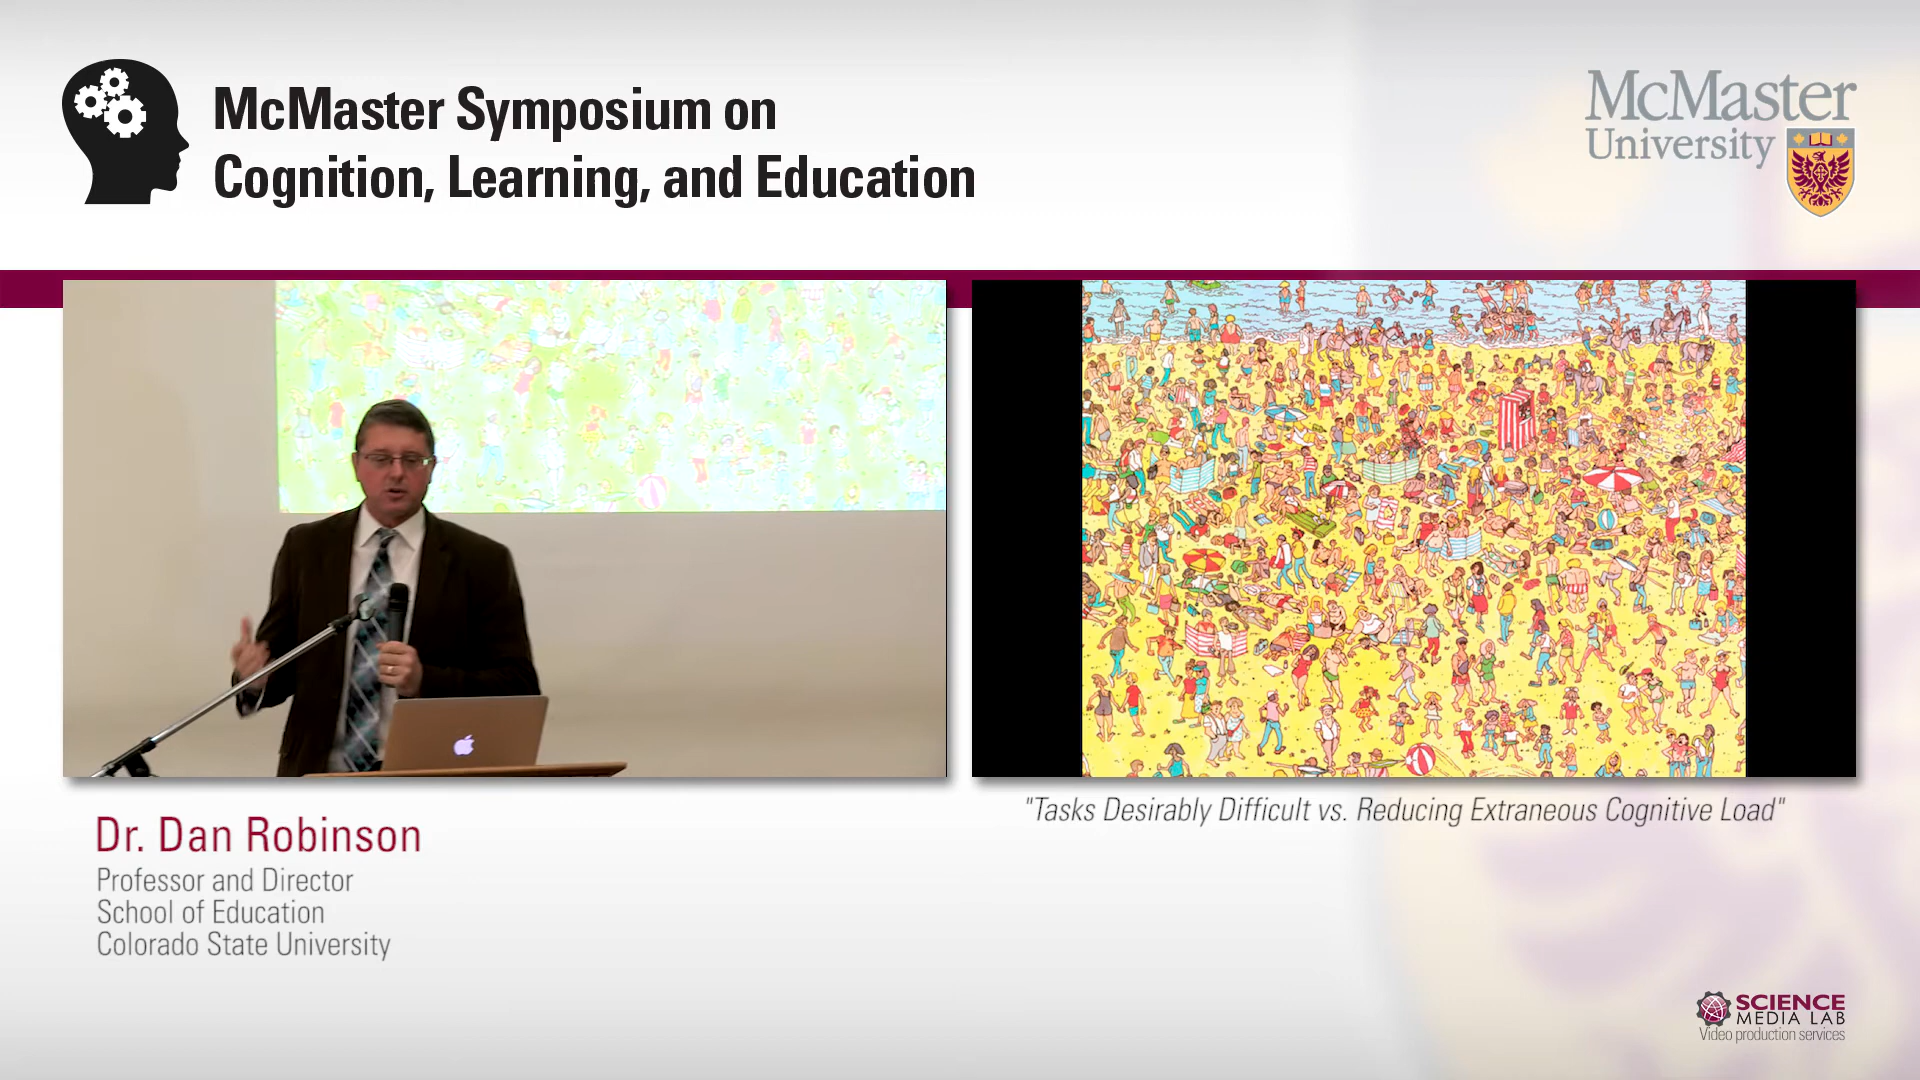 McMaster Symposium on
Cognition, Learning, and Education
McMaster
University
"Tasks Desirably Difficult vs. Reducing Extraneous Cognitive Load"
Dr. Dan Robinson
Professor and Director
School of Education
Colorado State University
SCIENCE
MEDIA LAB
Video production services